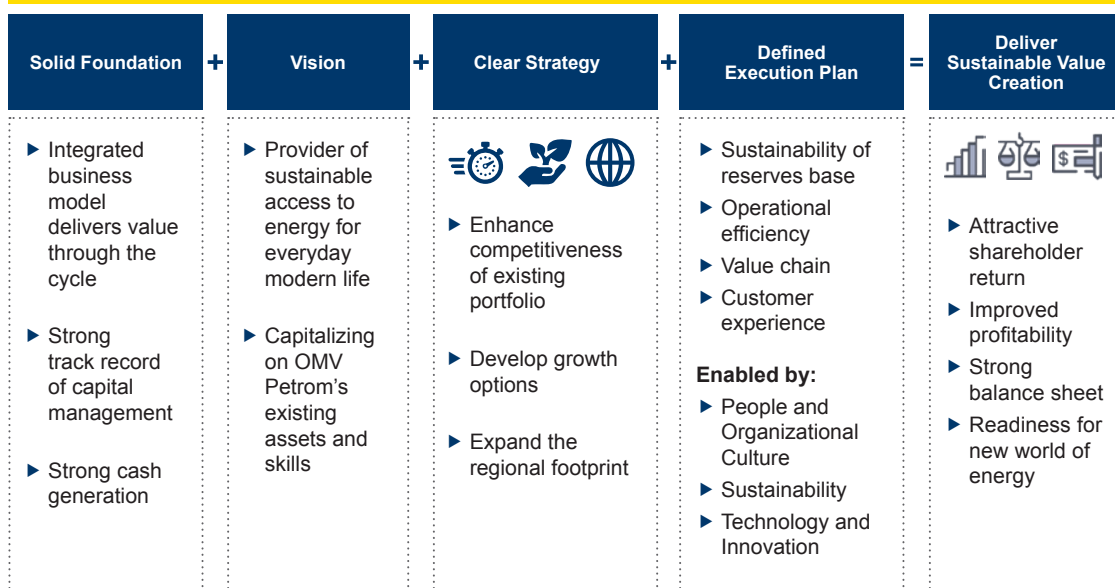 Solid Foundation
+
Vision
+
Clear Strategy
+
Defined
Execution Plan
=
Deliver
Sustainable Value
Creation
Integrated
business
model
delivers value
through the
cycle
Strong
track record
of capital
management
Strong cash
generation
Provider of
sustainable
access to
energy for
everyday
modern life
Capitalizing
on OMV
Petrom’s
existing
assets and
skills
Enhance
competitiveness
of existing
portfolio
Develop growth
options
Expand the
regional footprint
Sustainability of
reserves base
Operational
efficiency
Value chain
Customer
experience
Enabled by:
People and
Organizational
Culture
Sustainability
Technology and
Innovation
$
Attractive
shareholder
return
Improved
profitability
Strong
balance sheet
Readiness for
new world of
energy